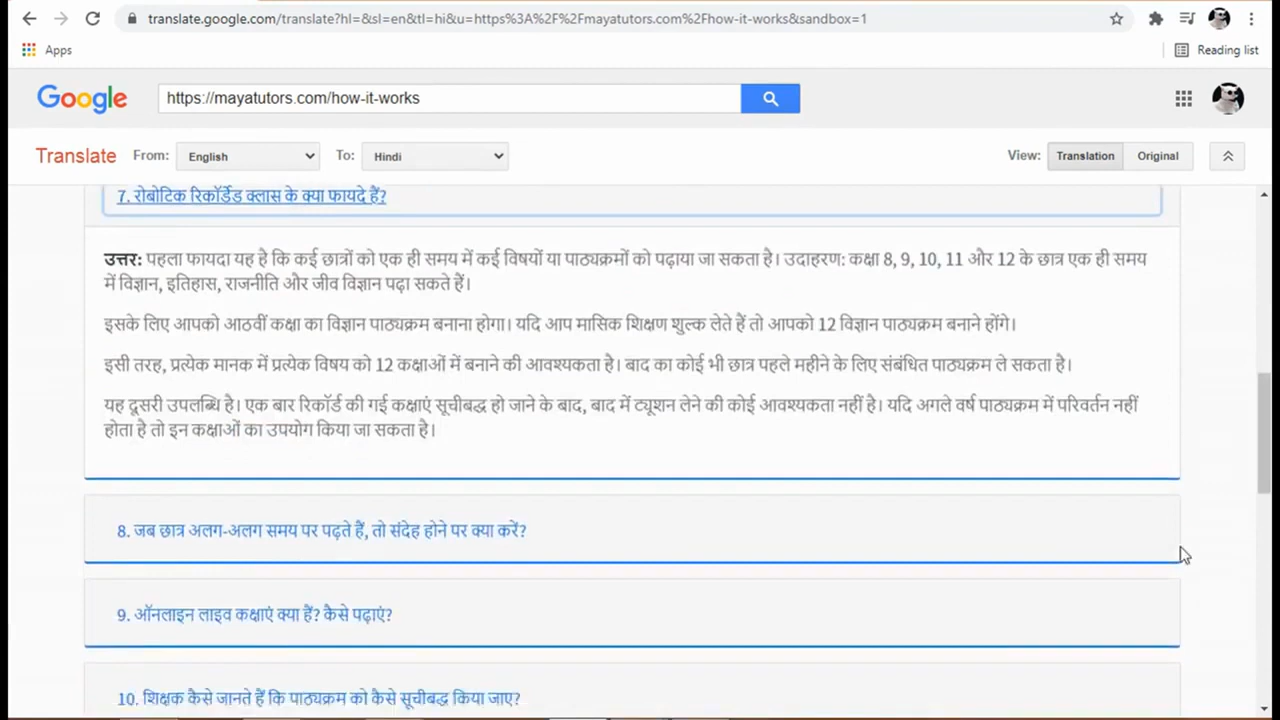 translate.google.com/translate?hl=&sl=en&tl=hi&u=https%3A%2F%2Fmayatutors.com%2Fhow-it-works&sandbox=1
Apps
Reading list
Google
https://mayatutors.com/how-it-works
Translate From: English To: Hindi View: Translation Original
7. रोबोटिक रिकॉर्डेड क्लास के क्या फायदे हैं?
उत्तर: पहला फायदा यह है कि कई छात्रों को एक ही समय में कई विषयों या पाठ्यक्रमों को पढ़ाया जा सकता है। उदाहरण: कक्षा 8, 9, 10, 11 और 12 के छात्र एक ही समय
में विज्ञान, इतिहास, राजनीति और जीव विज्ञान पढ़ा सकते हैं।
इसके लिए आपको आठवीं कक्षा का विज्ञान पाठ्यक्रम बनाना होगा। यदि आप मासिक शिक्षण शुल्क लेते हैं तो आपको 12 विज्ञान पाठ्यक्रम बनाने होंगे।
इसी तरह, प्रत्येक मानक में प्रत्येक विषय को 12 कक्षाओं में बनाने की आवश्यकता है। बाद का कोई भी छात्र पहले महीने के लिए संबंधित पाठ्यक्रम ले सकता है।
यह दूसरी उपलब्धि है। एक बार रिकॉर्ड की गई कक्षाएं सूचीबद्ध हो जाने के बाद, बाद में ट्यूशन लेने की कोई आवश्यकता नहीं है। यदि अगले वर्ष पाठ्यक्रम में परिवर्तन नहीं
होता है तो इन कक्षाओं का उपयोग किया जा सकता है।
8. जब छात्र अलग-अलग समय पर पढ़ते हैं, तो संदेह होने पर क्या करें?
9. ऑनलाइन लाइव कक्षाएं क्या हैं? कैसे पढ़ाएं?
10. शिक्षक कैसे जानते हैं कि पाठ्यक्रम को कैसे सूचीबद्ध किया जाए?